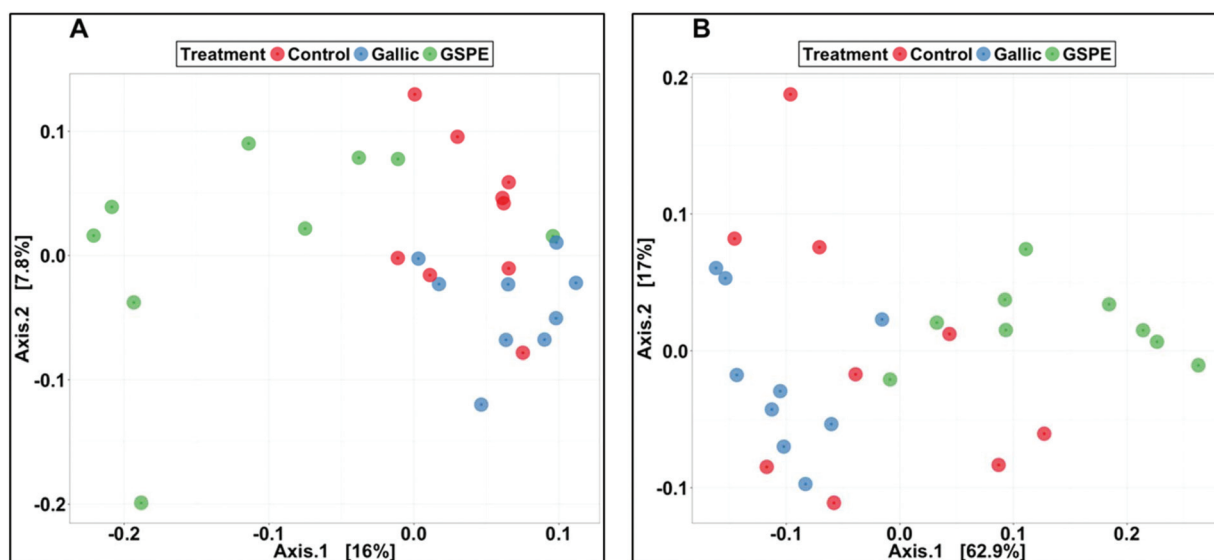 A
Treatment Control Gallic GSPE
0.1
0.0
-0.1
-0.2
Axis.2 [7.8%]
-0.2 -0.1 0.0 0.1
Axis.1 [16%]
B
Treatment Control Gallic GSPE
0.2
0.1
0.0
-0.1
Axis.2 [17%]
-0.1 0.0 0.1 0.2
Axis.1 [62.9%]